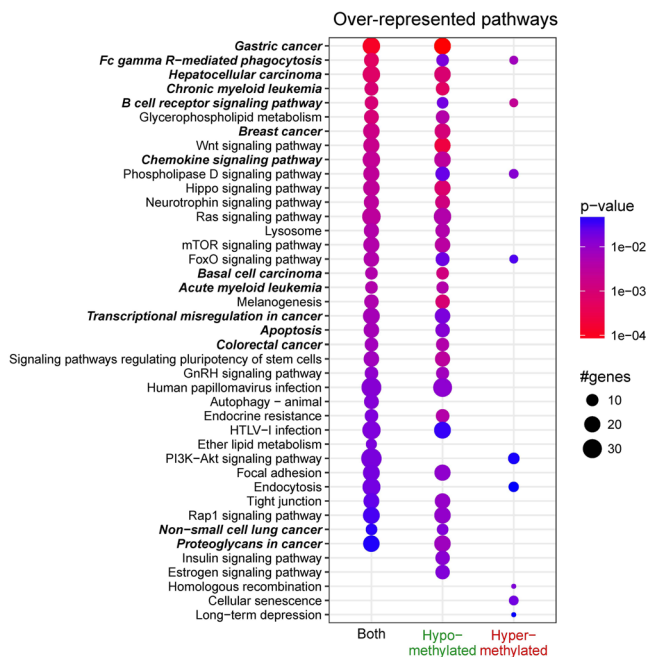 Over-represented pathways
Gastric cancer
Fc gamma R-mediated phagocytosis
Hepatocellular carcinoma
Chronic myeloid leukemia
B cell receptor signaling pathway
Glycerophospholipid metabolism
Breast cancer
Wnt signaling pathway
Chemokine signaling pathway
Phospholipase D signaling pathway
Hippo signaling pathway
Neurotrophin signaling pathway
Ras signaling pathway
Lysosome
mTOR signaling pathway
FoxO signaling pathway
Basal cell carcinoma
Acute myeloid leukemia
Melanogenesis
Transcriptional misregulation in cancer
Apoptosis
Colorectal cancer
Signaling pathways regulating pluripotency of stem cells
GnRH signaling pathway
Human papillomavirus infection
Autophagy − animal
Endocrine resistance
HTLV−I infection
Ether lipid metabolism
PI3K−Akt signaling pathway
Focal adhesion
Endocytosis
Tight junction
Rap1 signaling pathway
Non−small cell lung cancer
Proteoglycans in cancer
Insulin signaling pathway
Estrogen signaling pathway
Homologous recombination
Cellular senescence
Long−term depression
Both
Hypo−
methylated
Hyper−
methylated
p−value
1e−02
1e−03
1e−04
#genes
10
20
30